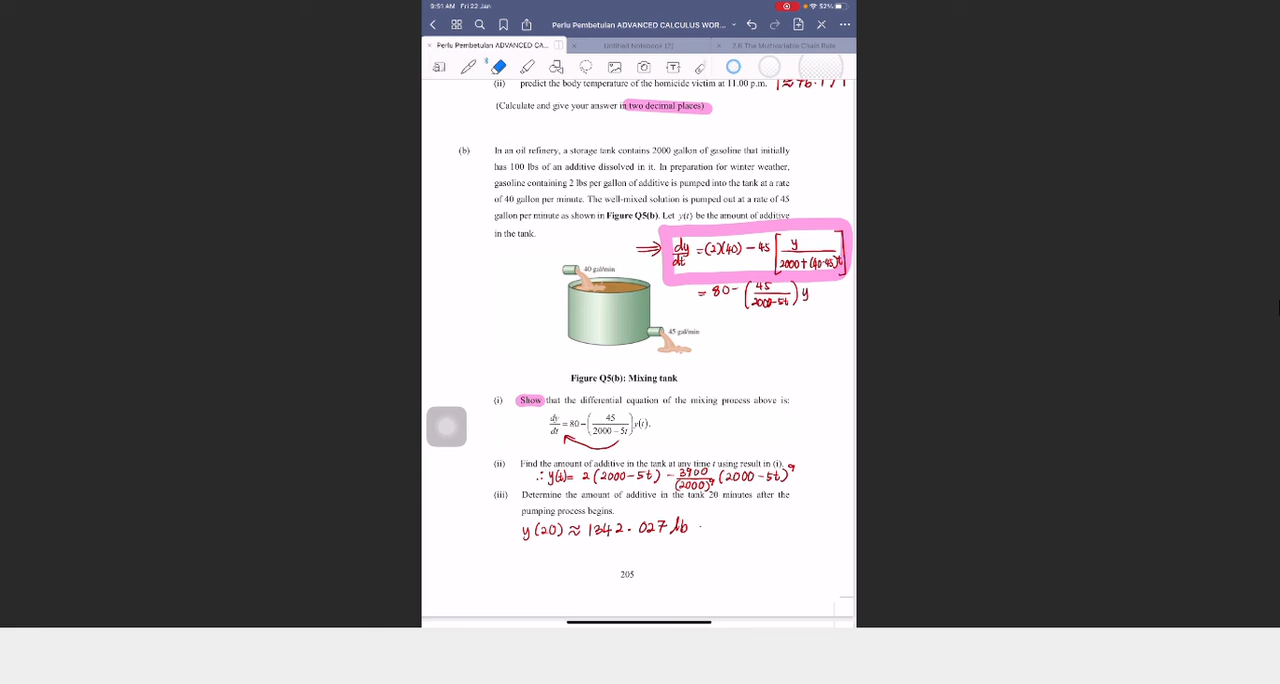 9:51 AM Fri 22 Jan
52%
Perlu Pembetulan ADVANCED CALCULUS WOR...
Perlu Pembetulan ADVANCED CA...
Untitled Notebook (2)
7.6 The Multivariable Chain Rule
(ii) predict the body temperature of the homicide victim at 11.00 p.m.
(Calculate and give your answer in two decimal places)
(b) In an oil refinery, a storage tank contains 2000 gallon of gasoline that initially
has 100 lbs of an additive dissolved in it. In preparation for winter weather,
gasoline containing 2 lbs per gallon of additive is pumped into the tank at a rate
of 40 gallon per minute. The well-mixed solution is pumped out at a rate of 45
gallon per minute as shown in Figure Q5(b). Let y(t) be the amount of additive
in the tank.
⇒ dy/dt = (2)(40) - 45 [y / 2000+(40-45)t]
= 80 - (45 / 2000-5t) y
40 gal/min
45 gal/min
Figure Q5(b): Mixing tank
(i) Show that the differential equation of the mixing process above is:
dy/dt = 80 - (45 / 2000-5t) y(t).
(ii) Find the amount of additive in the tank at any time t using result in (i).
∴ y(t) = 2(2000-5t) - 3900/(2000)⁹ (2000-5t)⁹
(iii) Determine the amount of additive in the tank 20 minutes after the
pumping process begins.
y(20) ≈ 1342.027 lb.
205